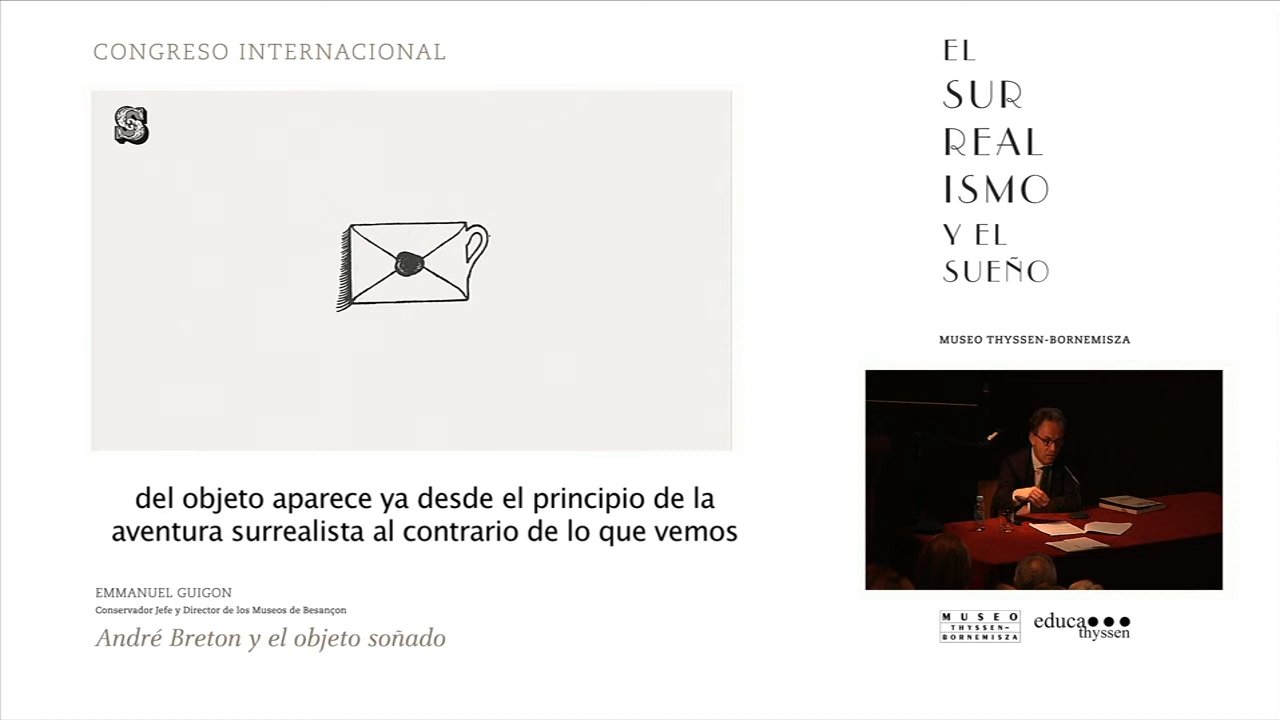 CONGRESO INTERNACIONAL
S
del objeto aparece ya desde el principio de la
aventura surrealista al contrario de lo que vemos
EMMANUEL GUIGON
Conservador Jefe y Director de los Museos de Besançon
André Breton y el objeto soñado
EL
SUR
REAL
ISMO
Y EL
SUEÑO
MUSEO THYSSEN-BORNEMISZA
MUSEO
THYSSEN-
BORNEMISZA
educa
thyssen